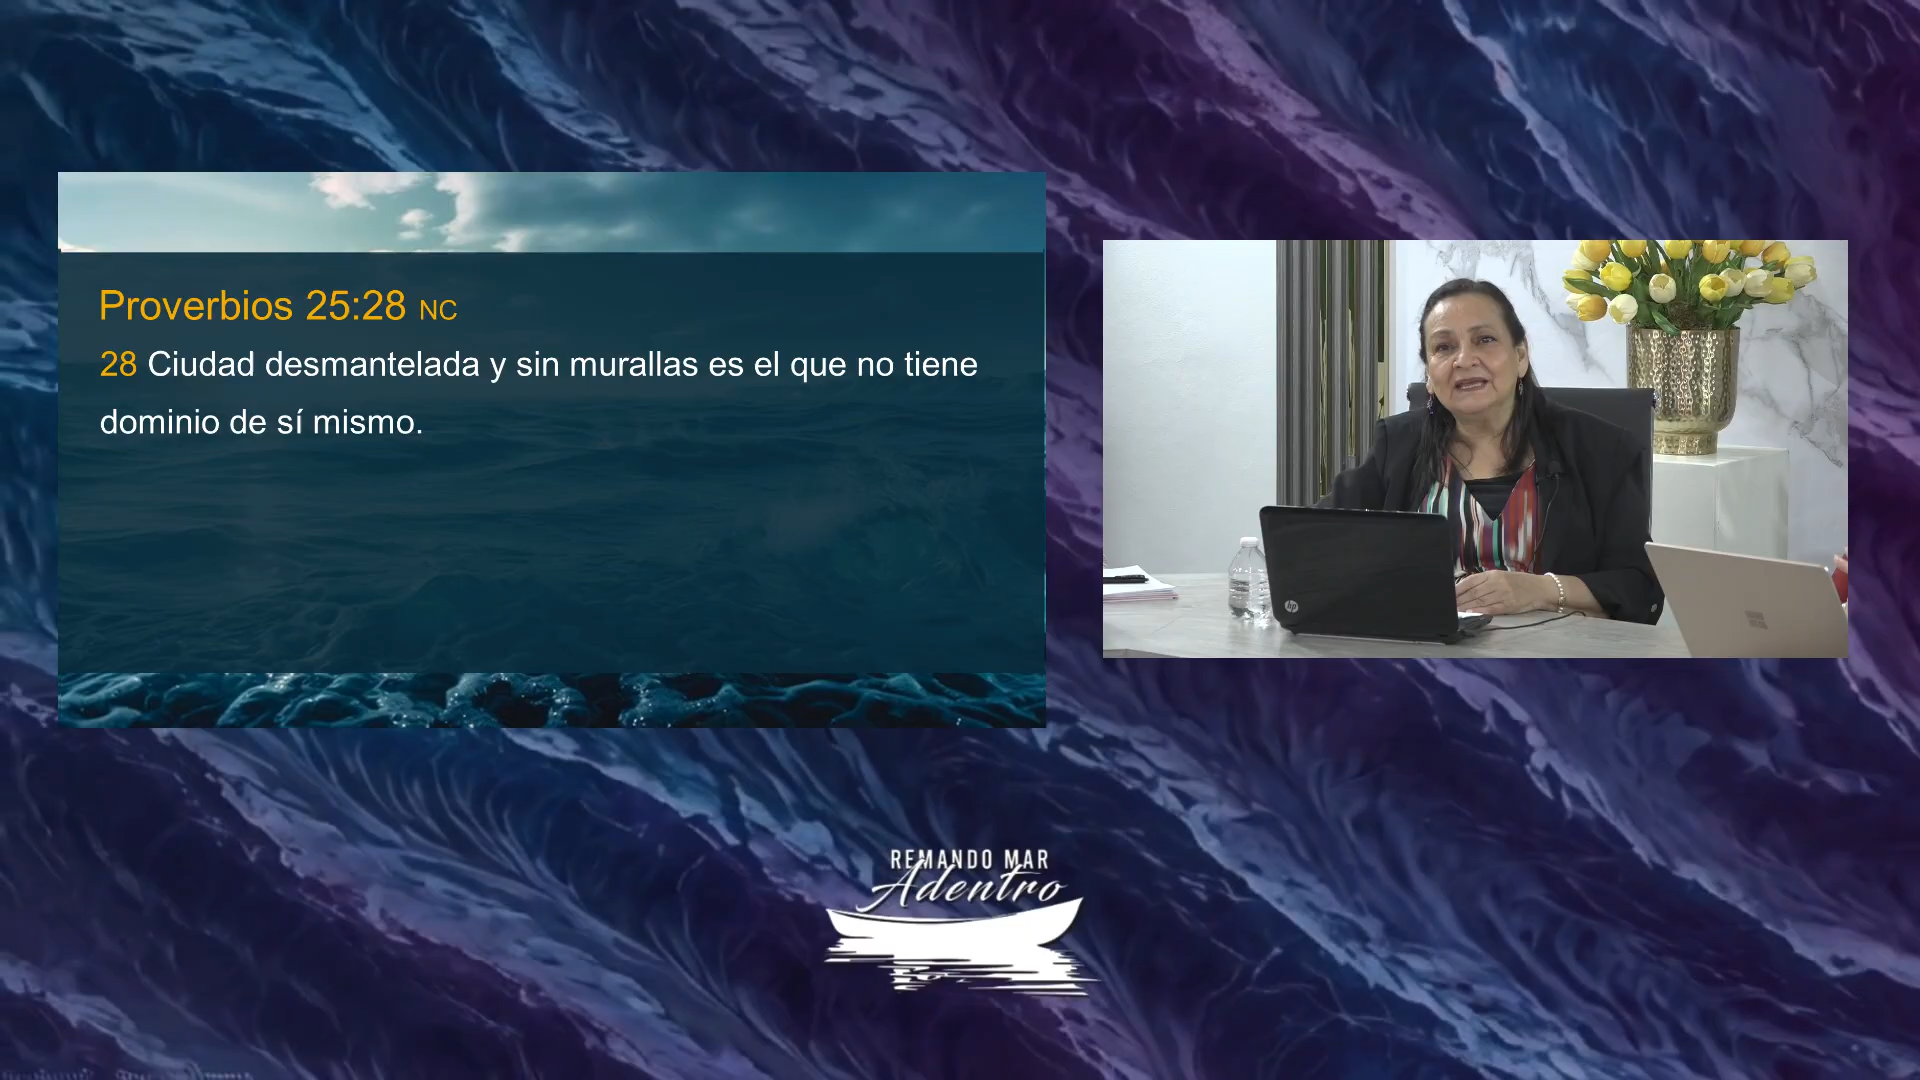 Proverbios 25:28 NC
28 Ciudad desmantelada y sin murallas es el que no tiene
dominio de sí mismo.
hp
REMANDO MAR
Adentro